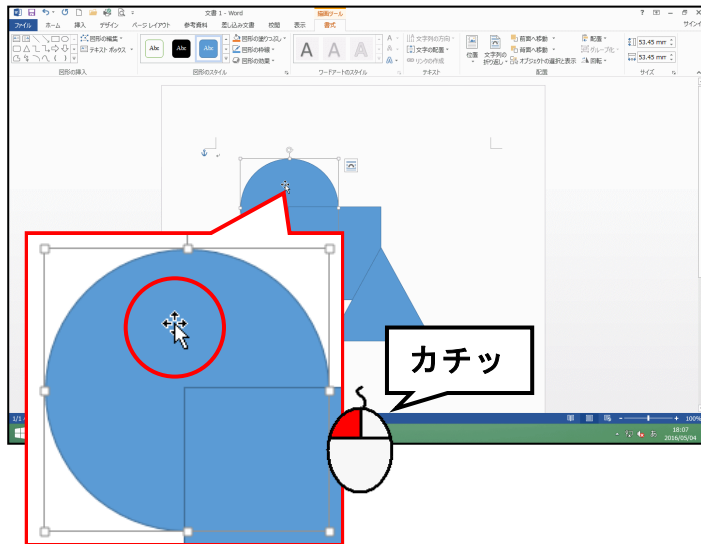 文書 1 - Word
描画ツール
ファイル ホーム 挿入 デザイン ページ レイアウト 参考資料 差し込み文書 校閲 表示 書式 サインイ
図形の編集
テキスト ボックス
Abc Abc Abc
図形の塗りつぶし
図形の枠線
図形の効果
A A A
A
A
A
文字列の方向
文字の配置
リンクの作成
位置
文字列の
折り返し
前面へ移動
背面へ移動
オブジェクトの選択と表示
配置
グループ化
回転
53.45 mm
53.45 mm
図形の挿入 図形のスタイル ワードアートのスタイル テキスト 配置 サイズ
カチッ
1/1
100%
あ
18:07
2016/05/04